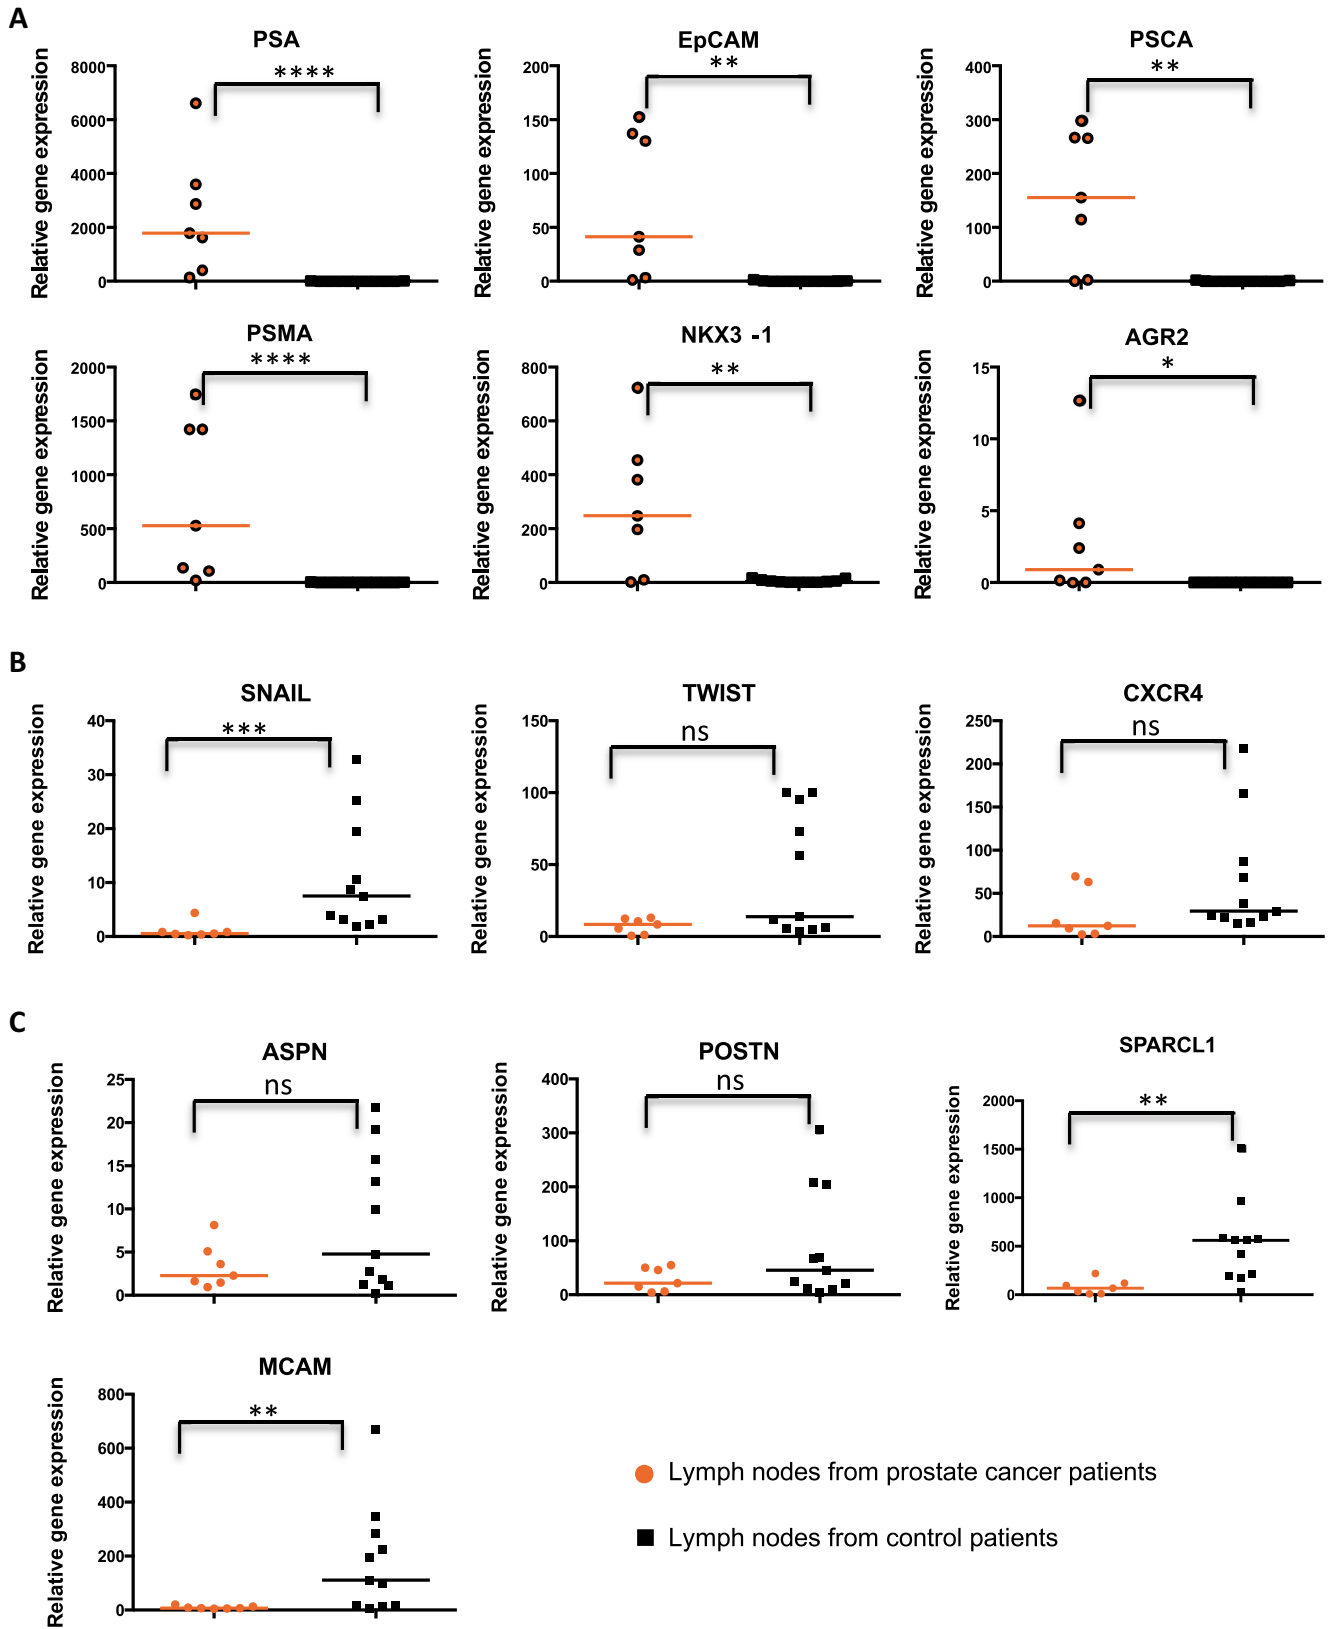 A
PSA
EpCAM
PSCA
****
**
**
Relative gene expression
8000
6000
4000
2000
0
Relative gene expression
200
150
100
50
0
Relative gene expression
400
300
200
100
0
PSMA
NKX3 -1
AGR2
****
**
*
Relative gene expression
2000
1500
1000
500
0
Relative gene expression
800
600
400
200
0
Relative gene expression
15
10
5
0
B
SNAIL
TWIST
CXCR4
***
ns
ns
Relative gene expression
40
30
20
10
0
Relative gene expression
150
100
50
0
Relative gene expression
250
200
150
100
50
0
C
ASPN
POSTN
SPARCL1
ns
ns
**
Relative gene expression
25
20
15
10
5
0
Relative gene expression
400
300
200
100
0
Relative gene expression
2000
1500
1000
500
0
MCAM
**
Relative gene expression
800
600
400
200
0
Lymph nodes from prostate cancer patients
Lymph nodes from control patients